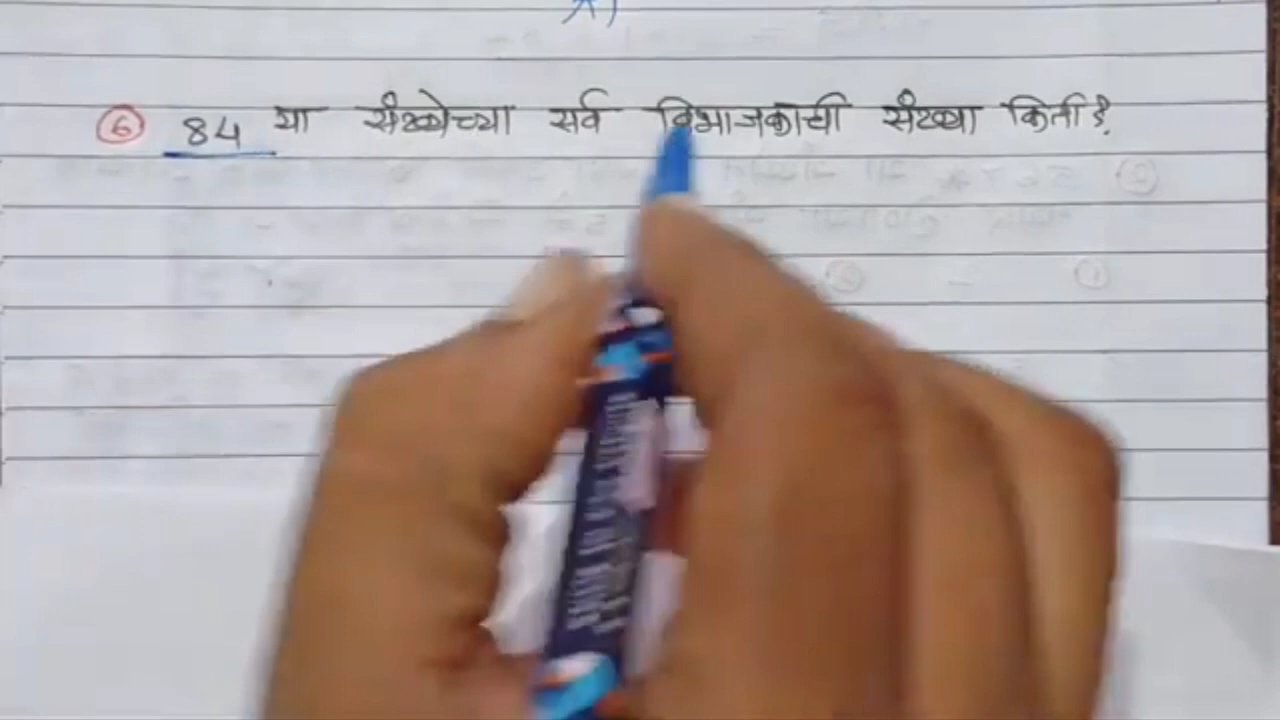 6 84 या संख्येच्या सर्व विभाजकाची संख्या किती?